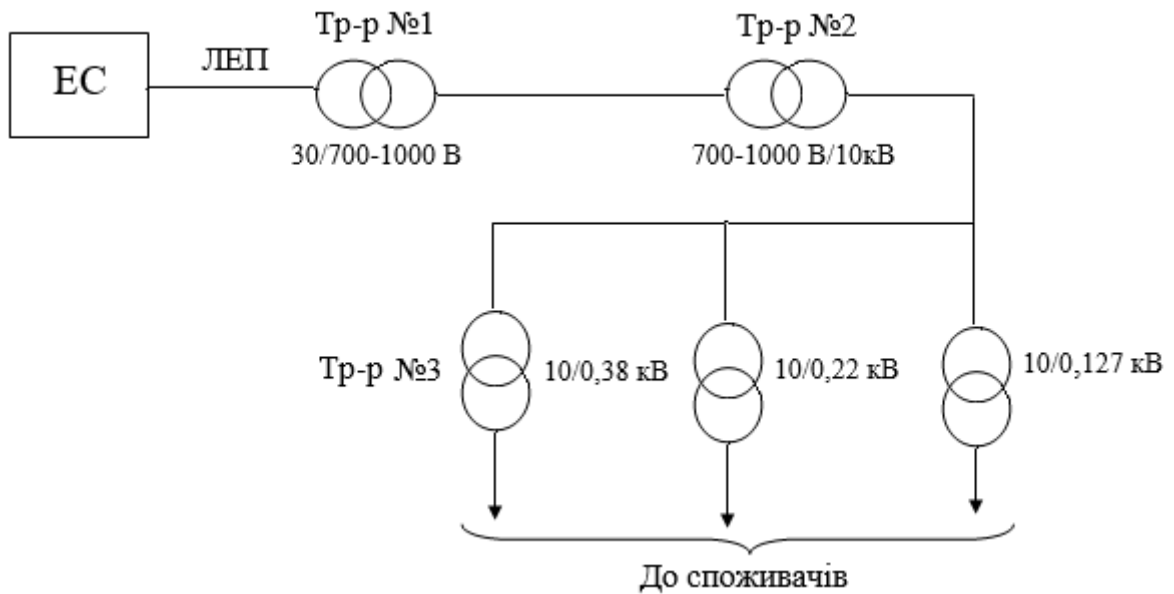 Тр-р №1
Тр-р №2
ЕС
ЛЕП
30/700-1000 В
700-1000 В/10кВ
Тр-р №3
10/0,38 кВ
10/0,22 кВ
10/0,127 кВ
До споживачів